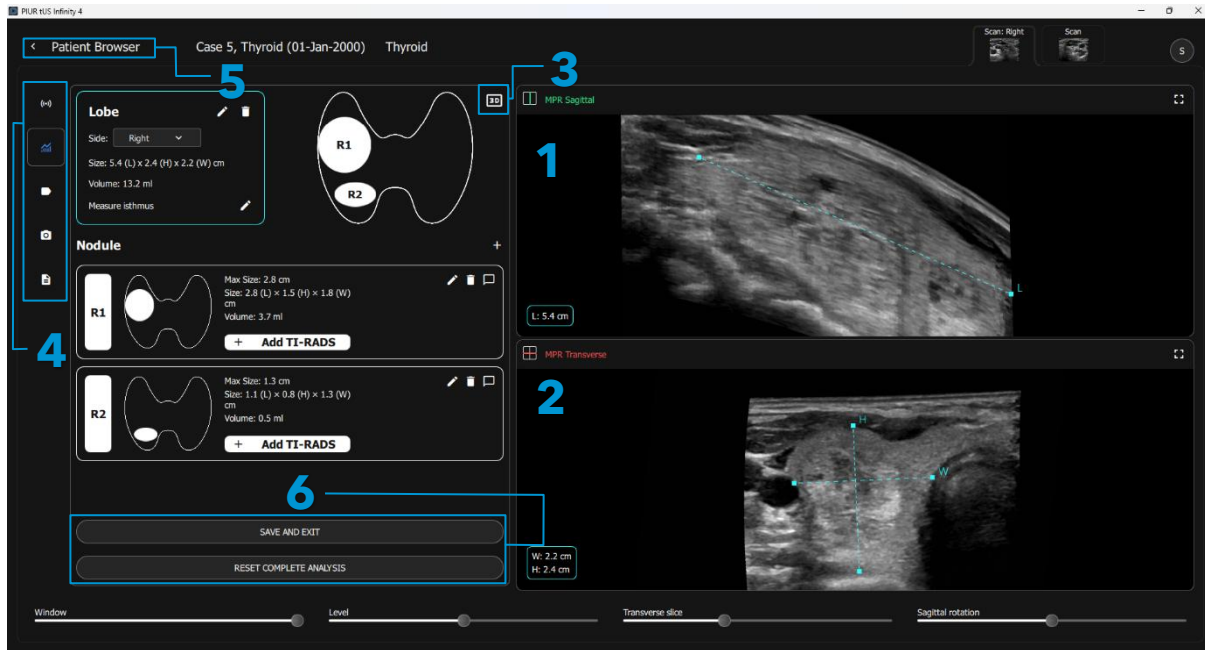 PIUR tUS Infinity 4
Patient Browser
Case 5, Thyroid (01-Jan-2000)
Thyroid
Scan: Right
Scan
S
5
3
4
Lobe
Side: Right
Size: 5.4 (L) x 2.4 (H) x 2.2 (W) cm
Volume: 13.2 ml
Measure isthmus
R1
R2
3D
Nodule
+
R1
Max Size: 2.8 cm
Size: 2.8 (L) × 1.5 (H) × 1.8 (W)
cm
Volume: 3.7 ml
+ Add TI-RADS
R2
Max Size: 1.3 cm
Size: 1.1 (L) × 0.8 (H) × 1.3 (W)
cm
Volume: 0.5 ml
+ Add TI-RADS
6
SAVE AND EXIT
RESET COMPLETE ANALYSIS
MPR Sagittal
1
L
L: 5.4 cm
MPR Transverse
2
H
W
W: 2.2 cm
H: 2.4 cm
Window
Level
Transverse slice
Sagittal rotation